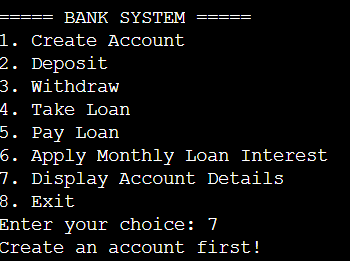 ===== BANK SYSTEM =====
1. Create Account
2. Deposit
3. Withdraw
4. Take Loan
5. Pay Loan
6. Apply Monthly Loan Interest
7. Display Account Details
8. Exit
Enter your choice: 7
Create an account first!